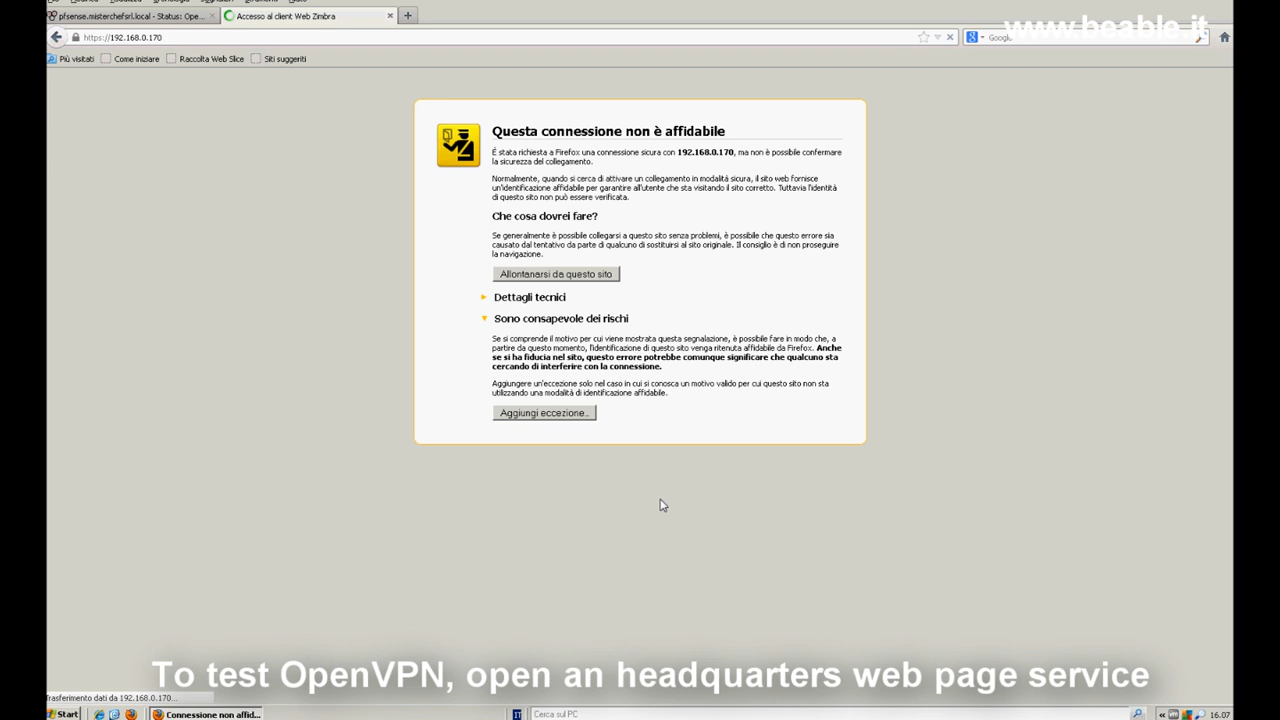 pfsense.misterchefsrl.local - Status: Ope...
Accesso al client Web Zimbra
www.beable.it
https://192.168.0.170
Più visitati
Come iniziare
Raccolta Web Slice
Siti suggeriti
Questa connessione non è affidabile
È stata richiesta a Firefox una connessione sicura con 192.168.0.170, ma non è possibile confermare
la sicurezza del collegamento.
Normalmente, quando si cerca di attivare un collegamento in modalità sicura, il sito web fornisce
un'identificazione affidabile per garantire all'utente che sta visitando il sito corretto. Tuttavia l'identità
di questo sito non può essere verificata.
Che cosa dovrei fare?
Se generalmente è possibile collegarsi a questo sito senza problemi, è possibile che questo errore sia
causato dal tentativo da parte di qualcuno di sostituirsi al sito originale. Il consiglio è di non proseguire
la navigazione.
Allontanarsi da questo sito
Dettagli tecnici
Sono consapevole dei rischi
Se si comprende il motivo per cui viene mostrata questa segnalazione, è possibile fare in modo che, a
partire da questo momento, l'identificazione di questo sito venga ritenuta affidabile da Firefox. Anche
se si ha fiducia nel sito, questo errore potrebbe comunque significare che qualcuno sta
cercando di interferire con la connessione.
Aggiungere un'eccezione solo nel caso in cui si conosca un motivo valido per cui questo sito non sta
utilizzando una modalità di identificazione affidabile.
Aggiungi eccezione...
To test OpenVPN, open an headquarters web page service
Trasferimento dati da 192.168.0.170...
Start
Connessione non affid...
IT
Cerca sul PC
16.07